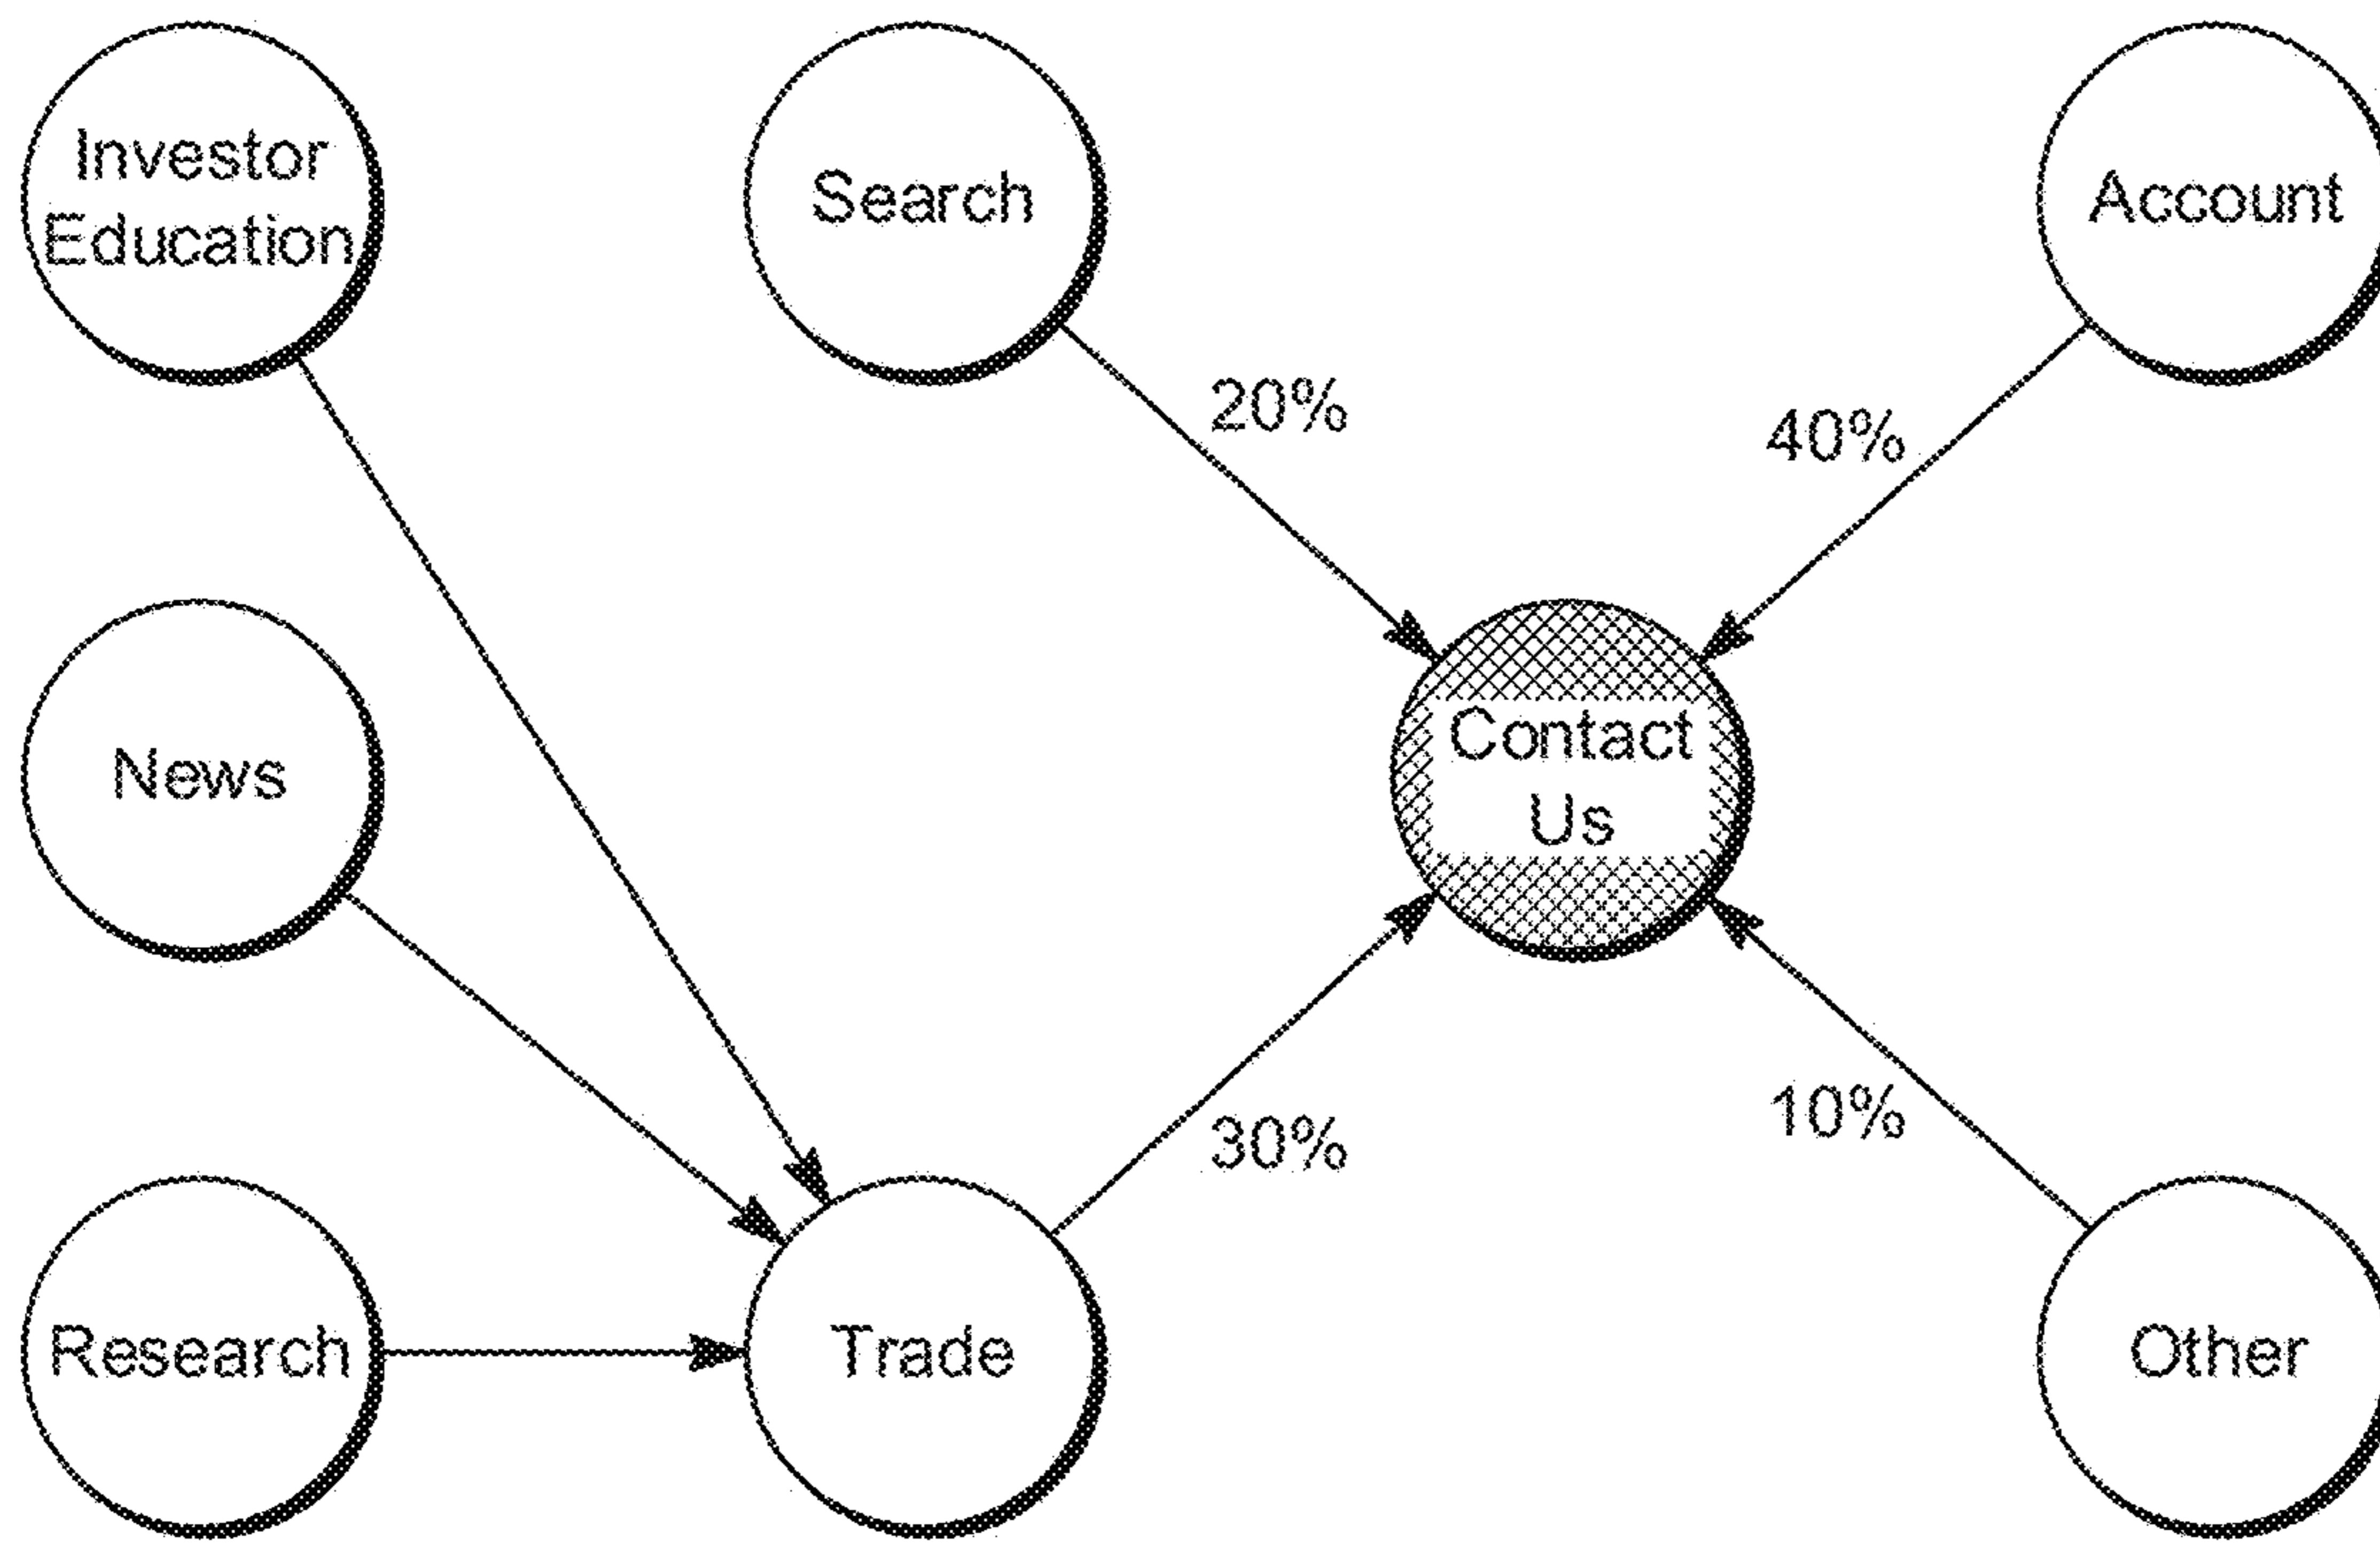 Investor
Education
Search
Account
20%
40%
News
Contact
Us
30%
10%
Research
Trade
Other